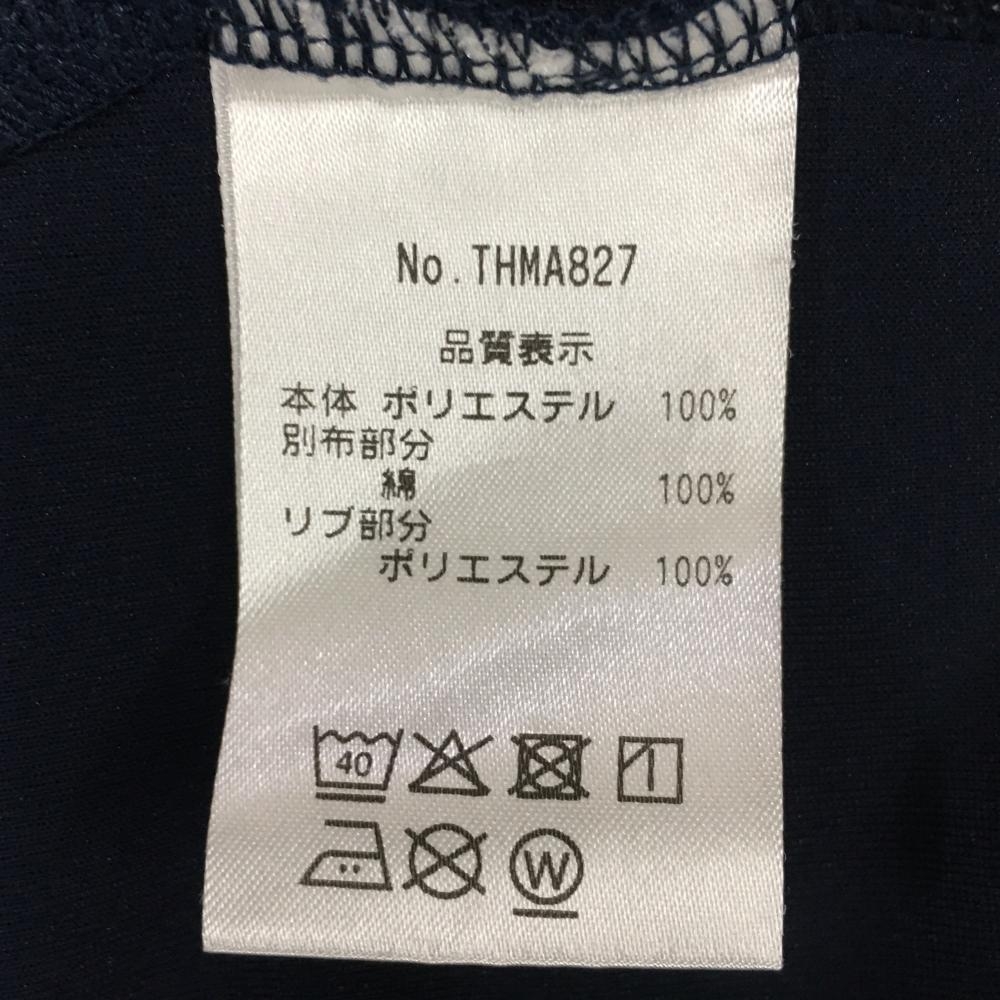 No.THMA827
品質表示
本体 ポリエステル 100%
別布部分
綿 100%
リブ部分
ポリエステル 100%
40
W